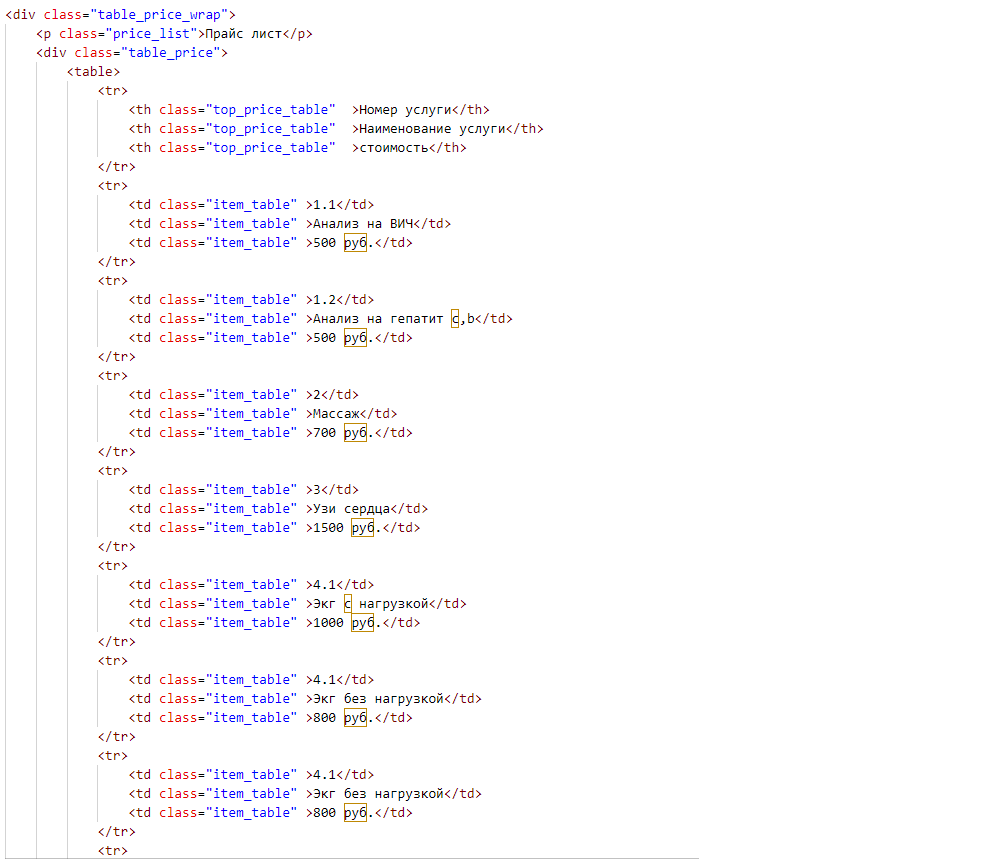 <div class="table_price_wrap">
<p class="price_list">Прайс лист</p>
<div class="table_price">
<table>
<tr>
<th class="top_price_table"  >Номер услуги</th>
<th class="top_price_table"  >Наименование услуги</th>
<th class="top_price_table"  >стоимость</th>
</tr>
<tr>
<td class="item_table" >1.1</td>
<td class="item_table" >Анализ на ВИЧ</td>
<td class="item_table" >500 руб.</td>
</tr>
<tr>
<td class="item_table" >1.2</td>
<td class="item_table" >Анализ на гепатит с,b</td>
<td class="item_table" >500 руб.</td>
</tr>
<tr>
<td class="item_table" >2</td>
<td class="item_table" >Массаж</td>
<td class="item_table" >700 руб.</td>
</tr>
<tr>
<td class="item_table" >3</td>
<td class="item_table" >Узи сердца</td>
<td class="item_table" >1500 руб.</td>
</tr>
<tr>
<td class="item_table" >4.1</td>
<td class="item_table" >Экг с нагрузкой</td>
<td class="item_table" >1000 руб.</td>
</tr>
<tr>
<td class="item_table" >4.1</td>
<td class="item_table" >Экг без нагрузкой</td>
<td class="item_table" >800 руб.</td>
</tr>
<tr>
<td class="item_table" >4.1</td>
<td class="item_table" >Экг без нагрузкой</td>
<td class="item_table" >800 руб.</td>
</tr>
<tr>